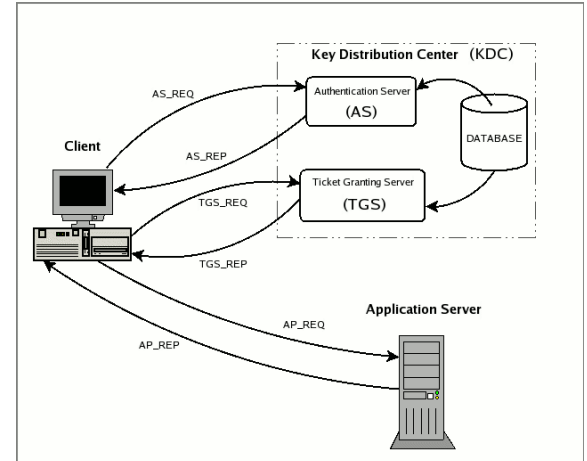 Key Distribution Center (KDC)
AS_REQ
Authentication Server
(AS)
DATABASE
Client
AS_REP
Ticket Granting Server
(TGS)
TGS_REQ
TGS_REP
Application Server
AP_REQ
AP_REP